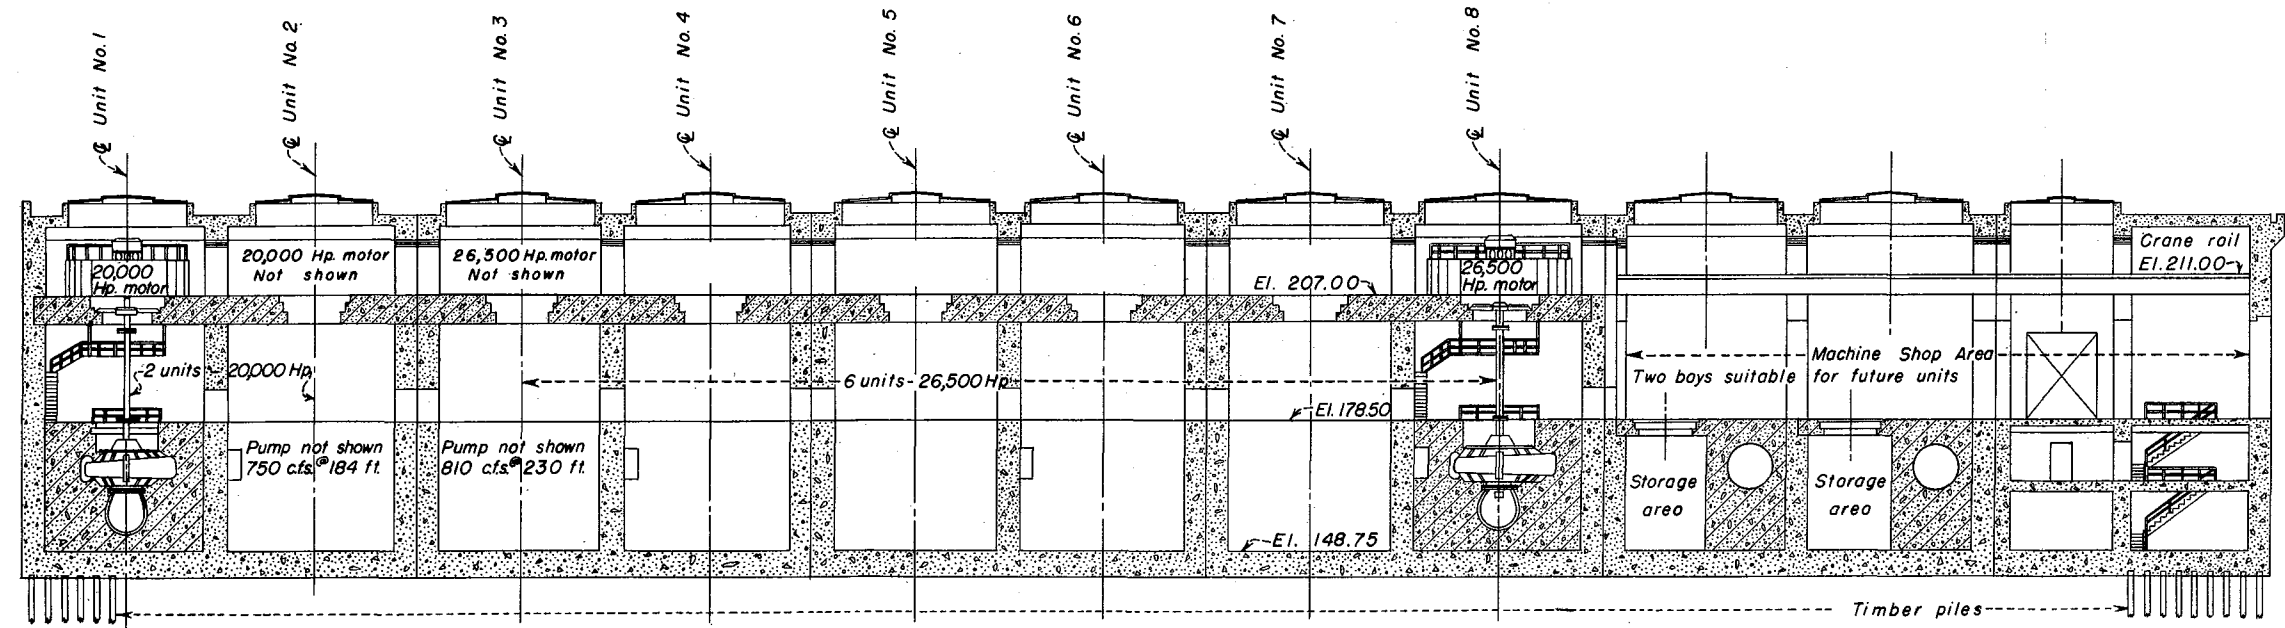 ℄ Unit No.1
℄ Unit No.2
℄ Unit No.3
℄ Unit No.4
℄ Unit No.5
℄ Unit No.6
℄ Unit No.7
℄ Unit No.8
20,000
Hp. motor
20,000 Hp. motor
Not shown
26,500 Hp. motor
Not shown
El. 207.00
26,500
Hp. motor
Crane rail
El. 211.00
2 units - 20,000 Hp.
6 units - 26,500 Hp.
Machine Shop Area
Two bays suitable for future units
El. 178.50
Pump not shown
750 c.f.s. @ 184 ft.
Pump not shown
810 c.f.s. @ 230 ft.
Storage
area
Storage
area
El. 148.75
Timber piles